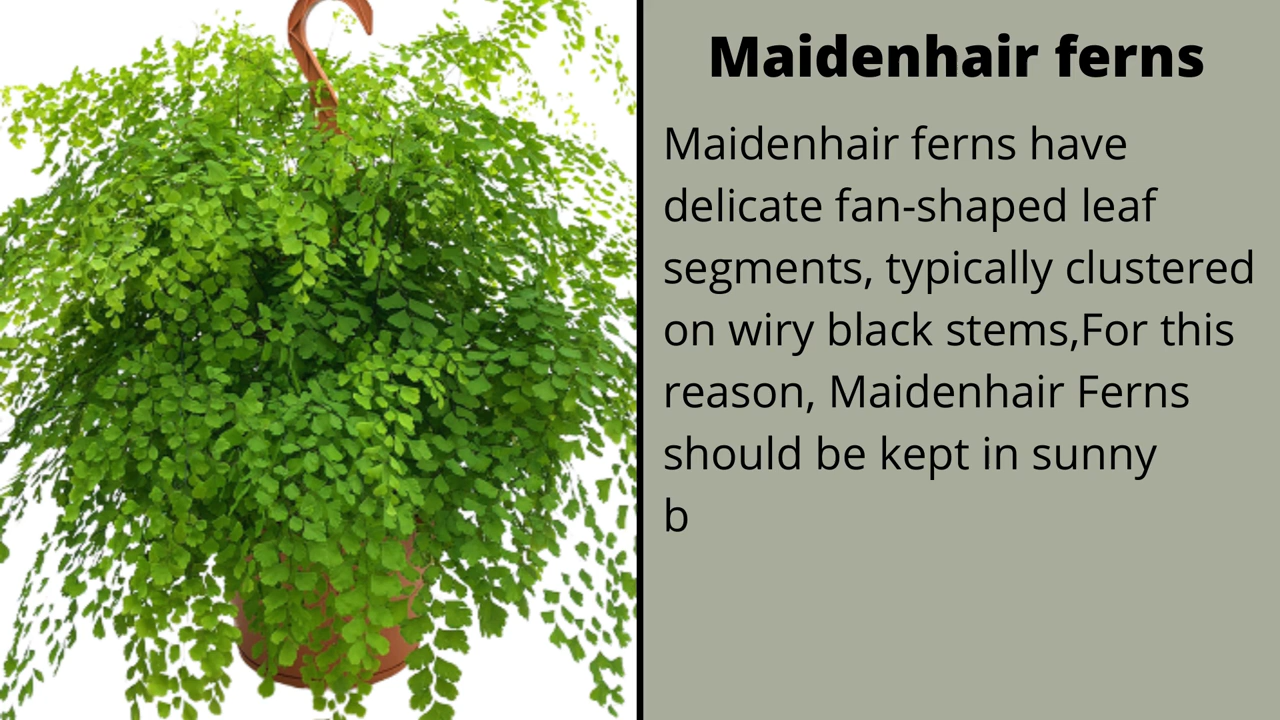 Maidenhair ferns
Maidenhair ferns have
delicate fan-shaped leaf
segments, typically clustered
on wiry black stems,For this
reason, Maidenhair Ferns
should be kept in sunny
b